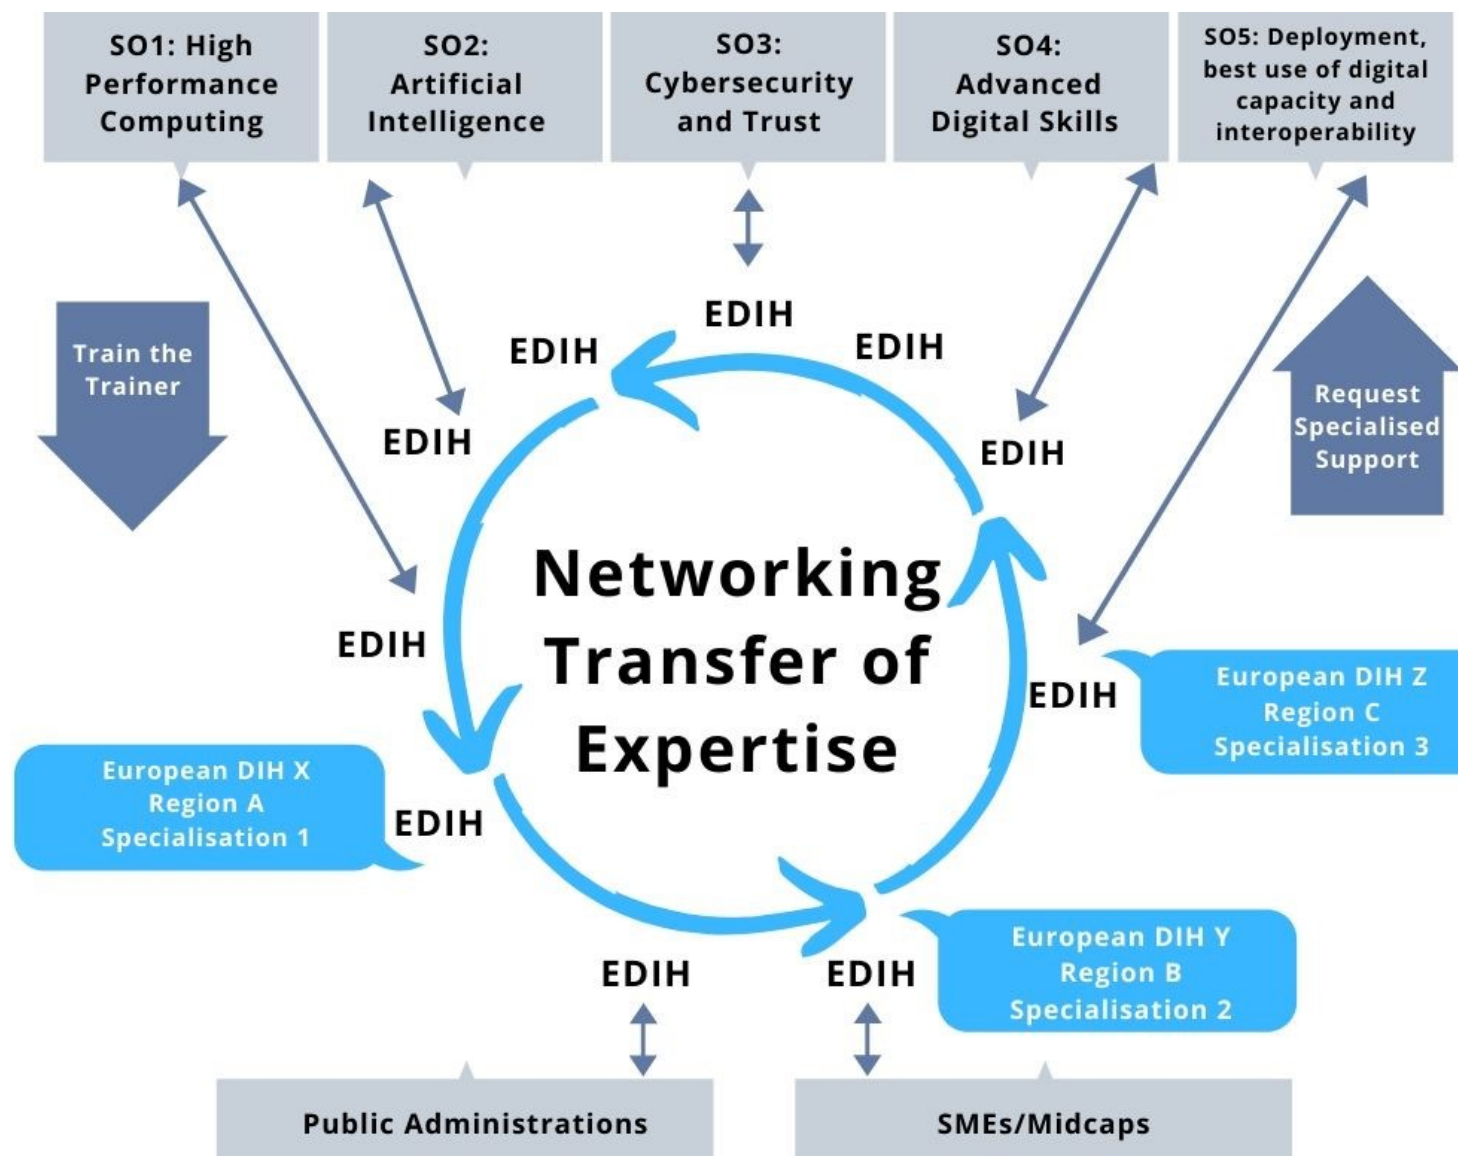 SO1: High
Performance
Computing
SO2:
Artificial
Intelligence
SO3:
Cybersecurity
and Trust
SO4:
Advanced
Digital Skills
SO5: Deployment,
best use of digital
capacity and
interoperability
Train the
Trainer
Request
Specialised
Support
EDIH
EDIH
EDIH
EDIH
EDIH
EDIH
EDIH
EDIH
EDIH
EDIH
Networking
Transfer of
Expertise
European DIH Z
Region C
Specialisation 3
European DIH X
Region A
Specialisation 1
European DIH Y
Region B
Specialisation 2
Public Administrations
SMEs/Midcaps